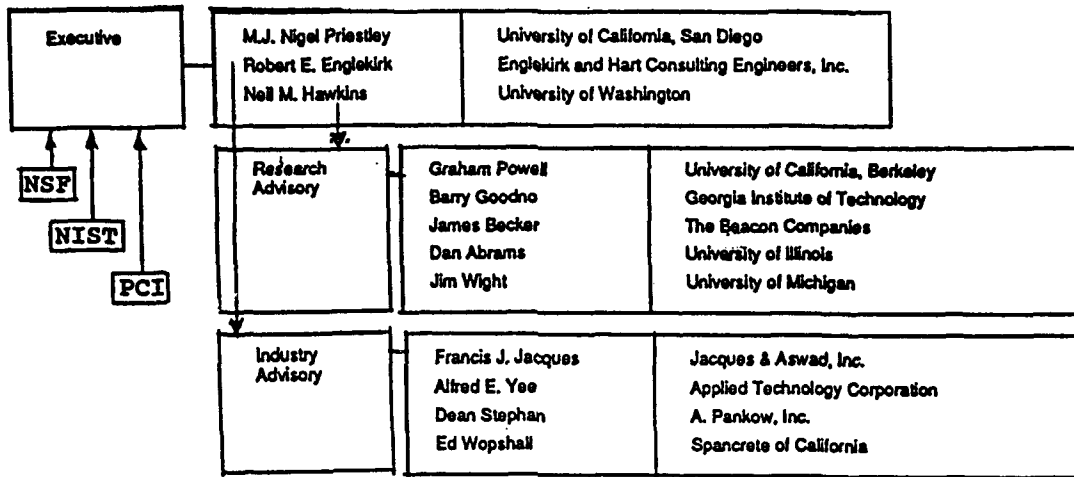 Executive
M.J. Nigel Priestley University of California, San Diego
Robert E. Englekirk Englekirk and Hart Consulting Engineers, Inc.
Neil M. Hawkins University of Washington
NSF
NIST
PCI
Research
Advisory
Graham Powell University of California, Berkeley
Barry Goodno Georgia Institute of Technology
James Becker The Beacon Companies
Dan Abrams University of Illinois
Jim Wight University of Michigan
Industry
Advisory
Francis J. Jacques Jacques & Aswad, Inc.
Alfred E. Yee Applied Technology Corporation
Dean Stephan A. Pankow, Inc.
Ed Wopshall Spancrete of California